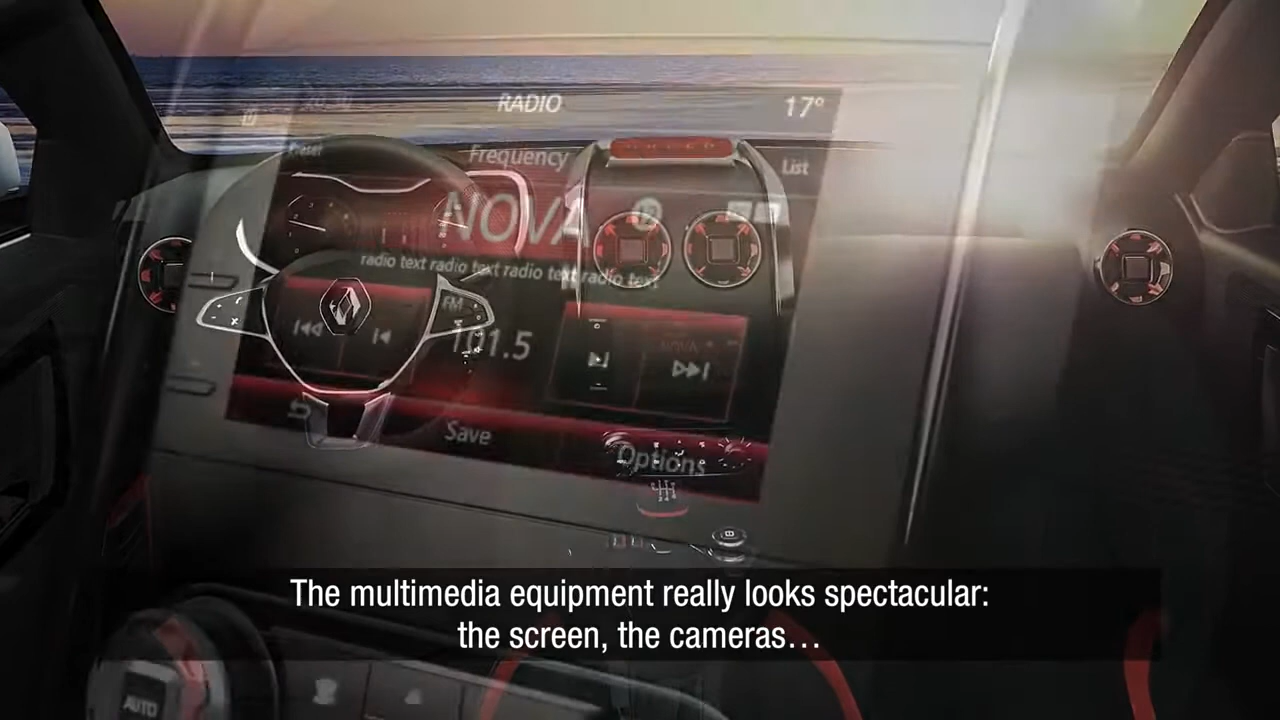 RADIO
17°
Frequency
List
NOVA
radio text radio text radio text radio text
FM
101.5
Save
Options
AUTO
The multimedia equipment really looks spectacular:
the screen, the cameras…